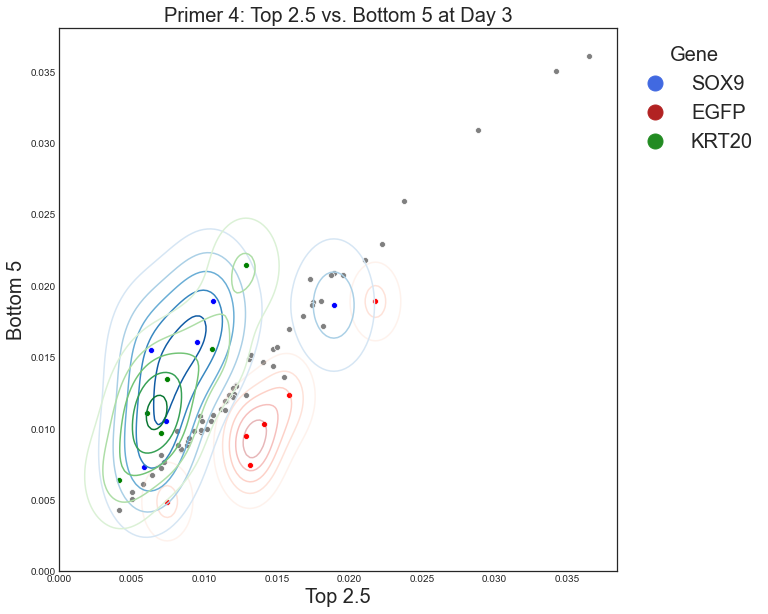 Primer 4: Top 2.5 vs. Bottom 5 at Day 3
Gene
SOX9
EGFP
KRT20
Bottom 5
0.035
0.030
0.025
0.020
0.015
0.010
0.005
0.000
0.000 0.005 0.010 0.015 0.020 0.025 0.030 0.035
Top 2.5